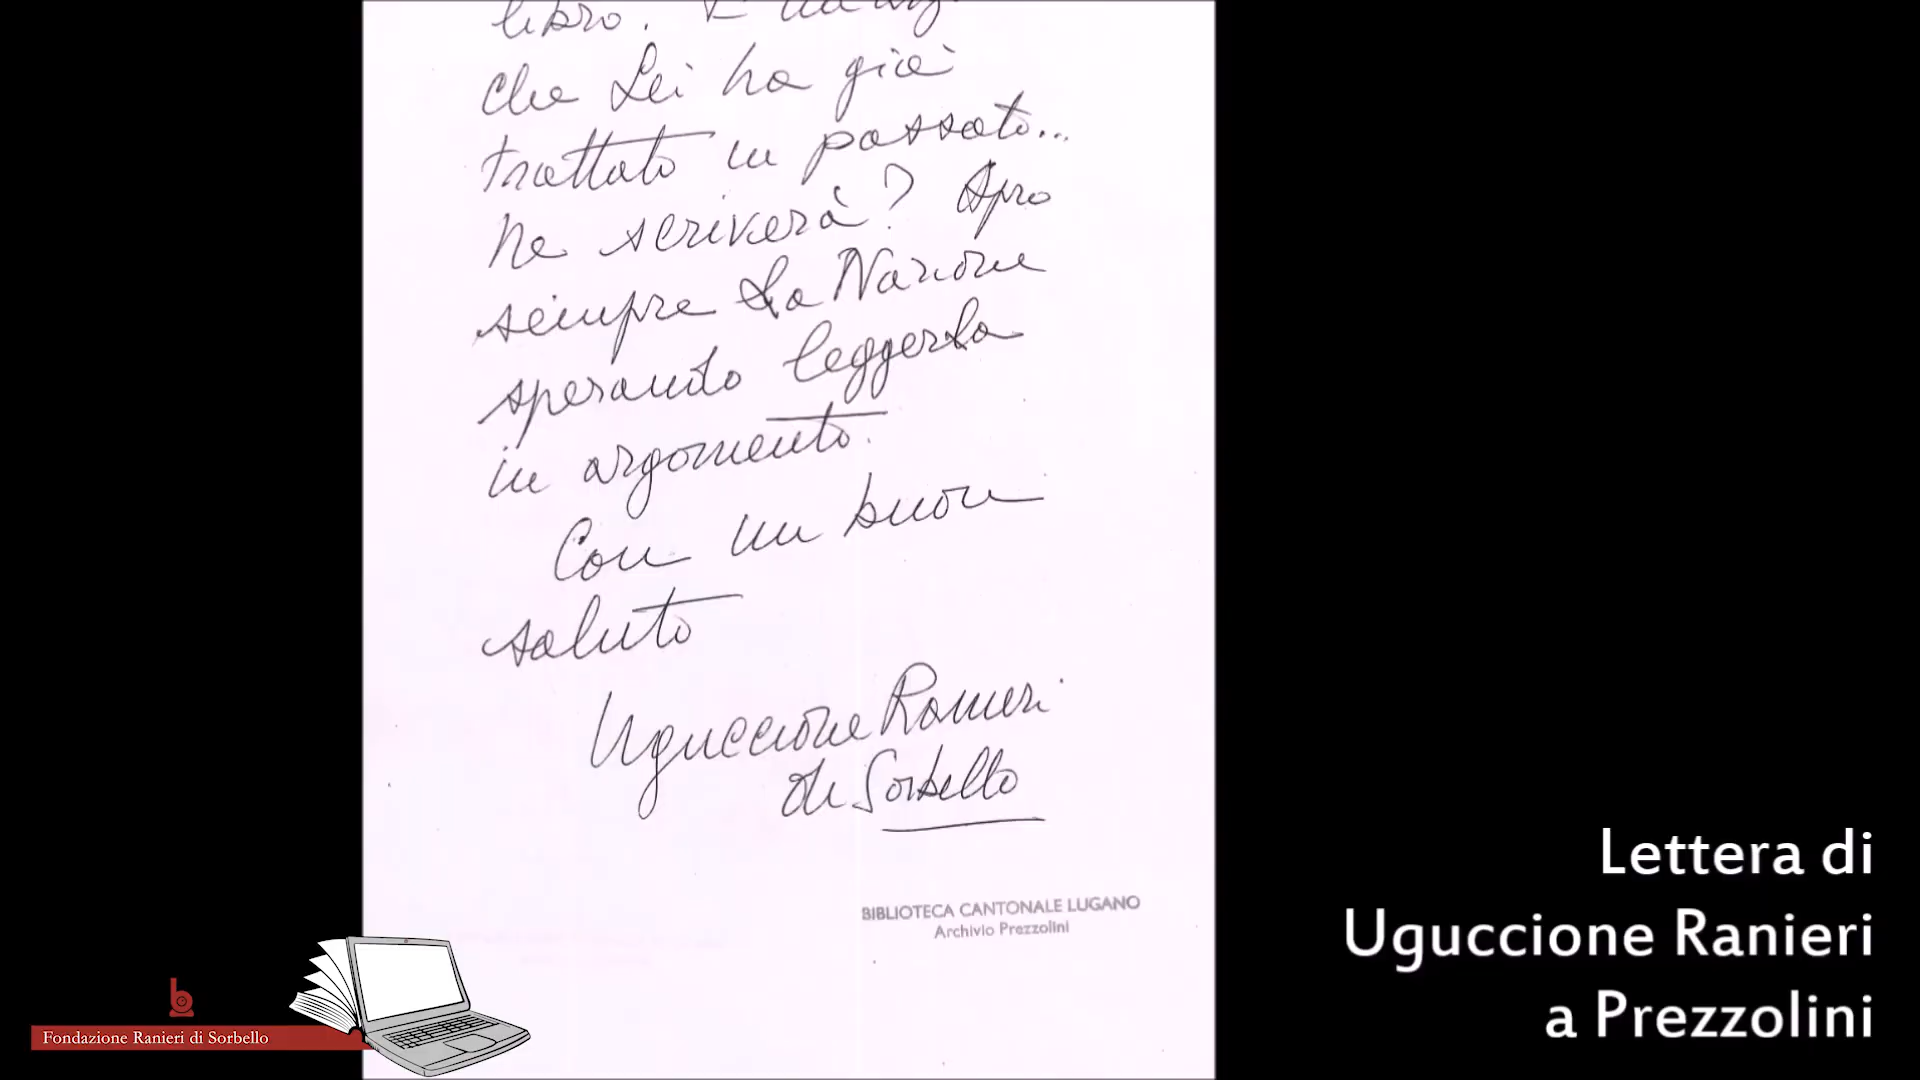 libro. È
che Lei ha già
trattato in passato...
Ne scriverà? Apro
sempre La Nazione
sperando leggerla
in argomento.
Con un buon
saluto
Uguccione Ranieri
di Sorbello
BIBLIOTECA CANTONALE LUGANO
Archivio Prezzolini
Lettera di
Uguccione Ranieri
a Prezzolini
Fondazione Ranieri di Sorbello